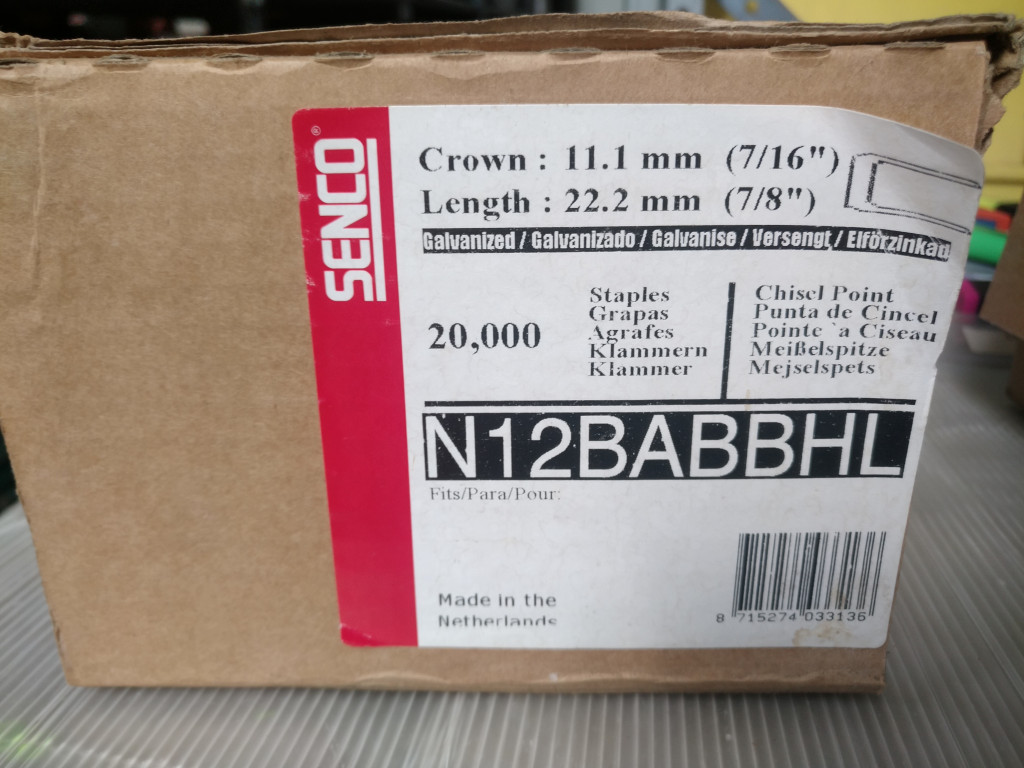 SENCO®
Crown : 11.1 mm (7/16")
Length : 22.2 mm (7/8")
Galvanized / Galvanizado / Galvanise / Versengt / Elförzinkad
20,000
Staples
Grapas
Agrafes
Klammern
Klammer
Chisel Point
Punta de Cincel
Pointe `a Ciseau
Meißelspitze
Mejselspets
N12BABBHL
Fits/Para/Pour:
Made in the
Netherlands
8 715274 033136